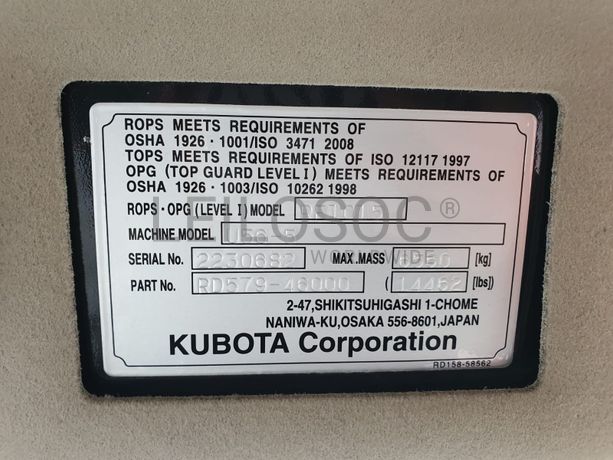 ROPS MEETS REQUIREMENTS OF
OSHA 1926・1001/ISO 3471 2008
TOPS MEETS REQUIREMENTS OF ISO 12117 1997
OPG (TOP GUARD LEVEL I) MEETS REQUIREMENTS OF
OSHA 1926・1003/ISO 10262 1998
ROPS・OPG (LEVEL I) MODEL
MACHINE MODEL
LEILOSOC®
WORLDWIDE
SERIAL No. 2230682 MAX.MASS [kg]
PART No. RD579-46000 (14462) [lbs]
2-47,SHIKITSUHIGASHI 1-CHOME
NANIWA-KU,OSAKA 556-8601,JAPAN
KUBOTA Corporation
RD158-58562